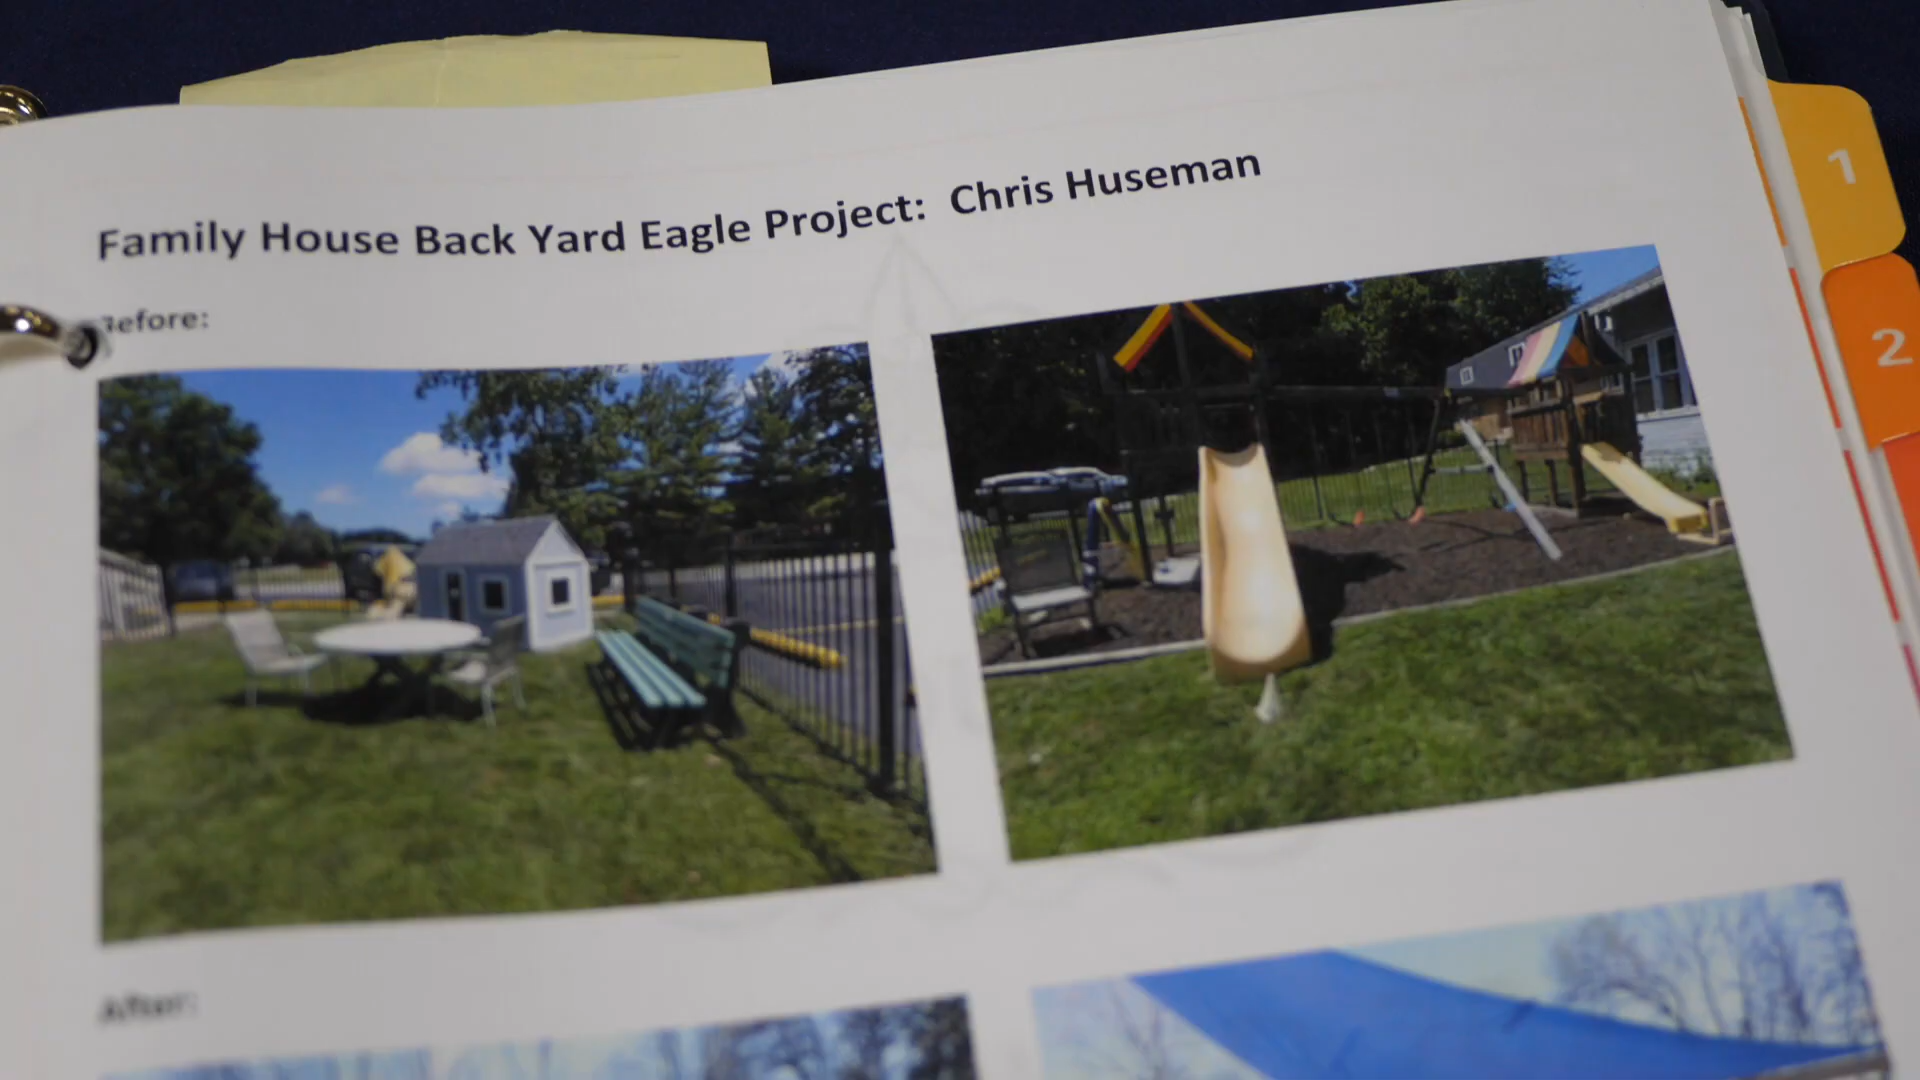 Family House Back Yard Eagle Project: Chris Huseman
Before:
After:
1
2